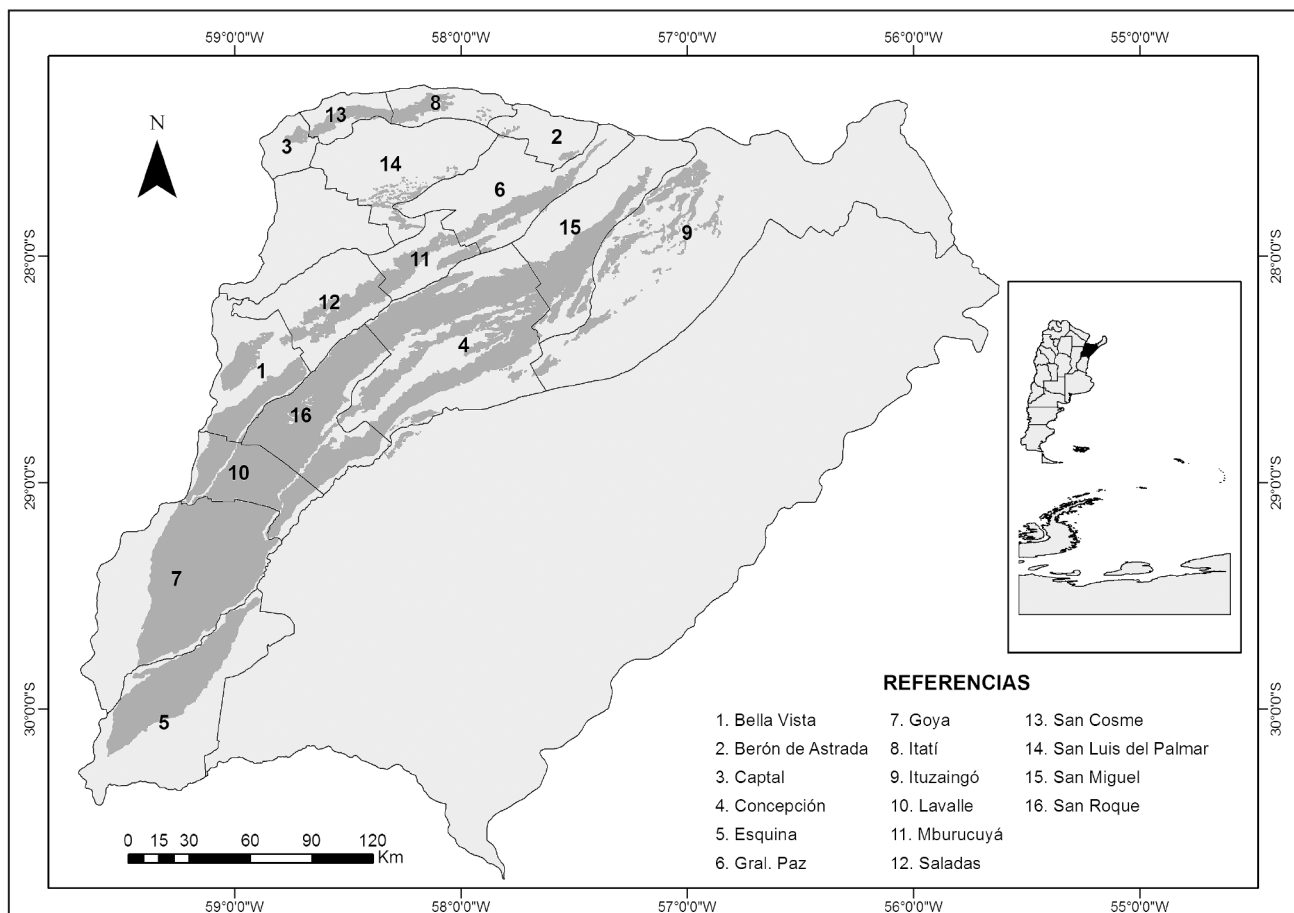 59°0'0"W 58°0'0"W 57°0'0"W 56°0'0"W 55°0'0"W
N
13
8
3
2
14
6
15
9
28°0'0"S 28°0'0"S
11
12
4
1
16
10
29°0'0"S 29°0'0"S
7
5
30°0'0"S 30°0'0"S
REFERENCIAS
1. Bella Vista
2. Berón de Astrada
3. Captal
4. Concepción
5. Esquina
6. Gral. Paz
7. Goya
8. Itatí
9. Ituzaingó
10. Lavalle
11. Mburucuyá
12. Saladas
13. San Cosme
14. San Luis del Palmar
15. San Miguel
16. San Roque
0 15 30 60 90 120
Km
59°0'0"W 58°0'0"W 57°0'0"W 56°0'0"W 55°0'0"W